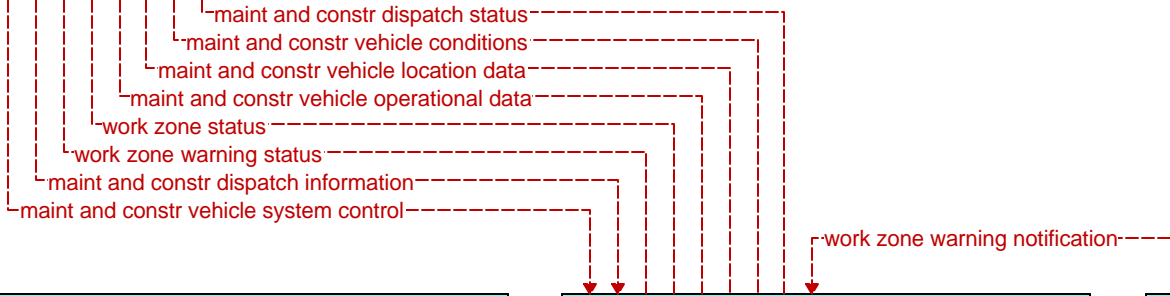 maint and constr dispatch status
maint and constr vehicle conditions
maint and constr vehicle location data
maint and constr vehicle operational data
work zone status
work zone warning status
maint and constr dispatch information
maint and constr vehicle system control
work zone warning notification